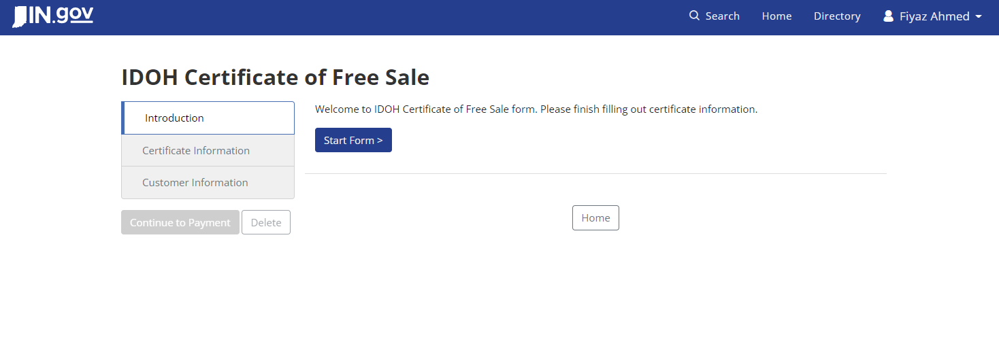 IN.gov
Search Home Directory Fiyaz Ahmed
IDOH Certificate of Free Sale
Introduction
Certificate Information
Customer Information
Continue to Payment Delete
Welcome to IDOH Certificate of Free Sale form. Please finish filling out certificate information.
Start Form >
Home